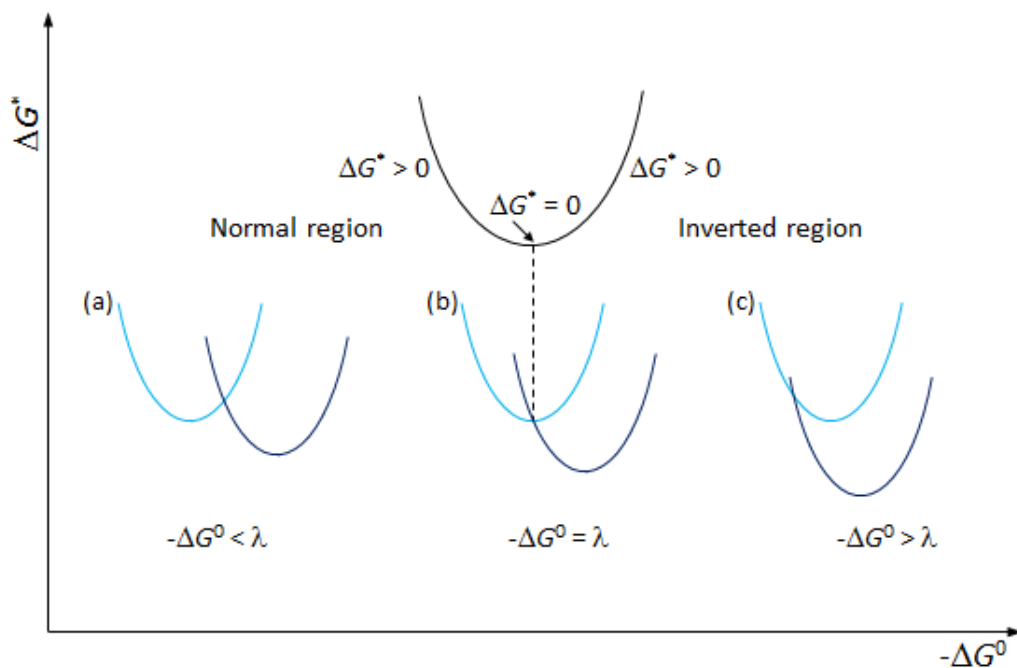 ΔG*
ΔG* > 0
ΔG* > 0
ΔG* = 0
Normal region
Inverted region
(a)
(b)
(c)
-ΔG⁰ < λ
-ΔG⁰ = λ
-ΔG⁰ > λ
-ΔG⁰